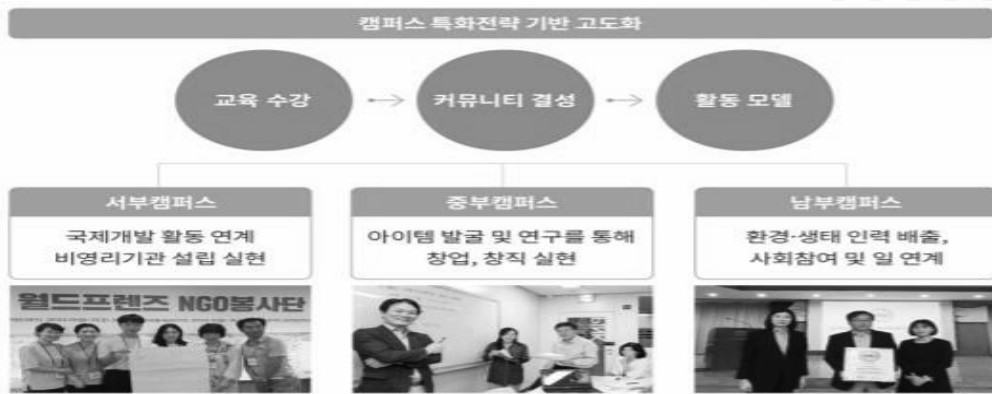 캠퍼스 특화전략 기반 고도화
교육 수강
커뮤니티 결성
활동 모델
서부캠퍼스
국제개발 활동 연계
비영리기관 설립 실현
중부캠퍼스
아이템 발굴 및 연구를 통해
창업, 창직 실현
남부캠퍼스
환경·생태 인력 배출,
사회참여 및 일 연계
월드프렌즈 NGO봉사단